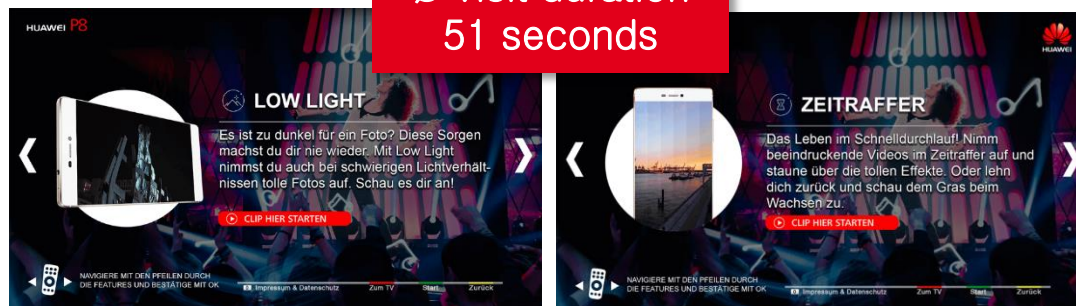 Ø visit duration
51 seconds
HUAWEI P8
LOW LIGHT
Es ist zu dunkel für ein Foto? Diese Sorgen
machst du dir nie wieder. Mit Low Light
nimmst du auch bei schwierigen Lichtverhält-
nissen tolle Fotos auf. Schau es dir an!
CLIP HIER STARTEN
NAVIGIERE MIT DEN PFEILEN DURCH
DIE FEATURES UND BESTÄTIGE MIT OK
Impressum & Datenschutz Zum TV Start Zurück
HUAWEI
ZEITRAFFER
Das Leben im Schnelldurchlauf! Nimm
beeindruckende Videos im Zeitraffer auf und
staune über die tollen Effekte. Oder lehn
dich zurück und schau dem Gras beim
Wachsen zu.
CLIP HIER STARTEN
NAVIGIERE MIT DEN PFEILEN DURCH
DIE FEATURES UND BESTÄTIGE MIT OK
Impressum & Datenschutz Zum TV Start Zurück